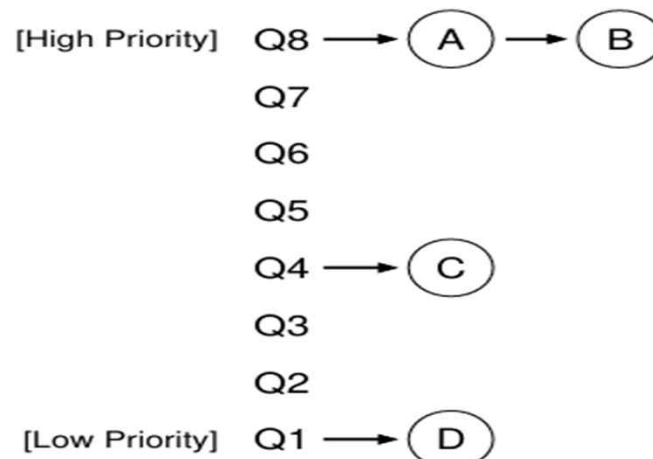 [High Priority] Q8 A B
Q7
Q6
Q5
Q4 C
Q3
Q2
[Low Priority] Q1 D